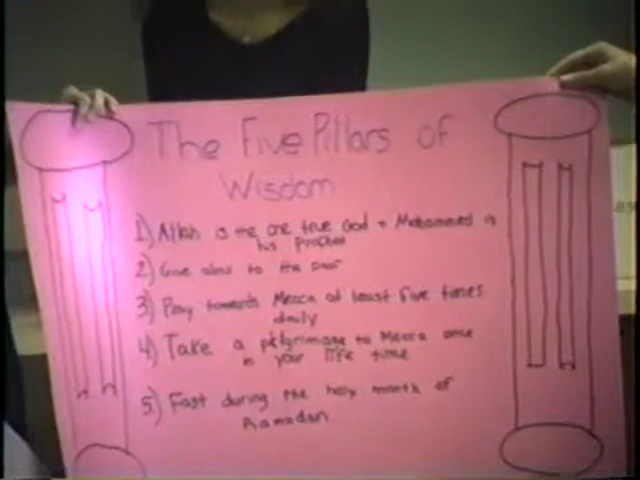 The Five Pillars of
Wisdom
1) Allah is the one true God + Mohammed is
his prophet
2) Give alms to the poor
3) Pray towards Mecca at least five times
daily
4) Take a pilgrimage to Mecca once
in your life time
5) Fast during the holy month of
Ramadan